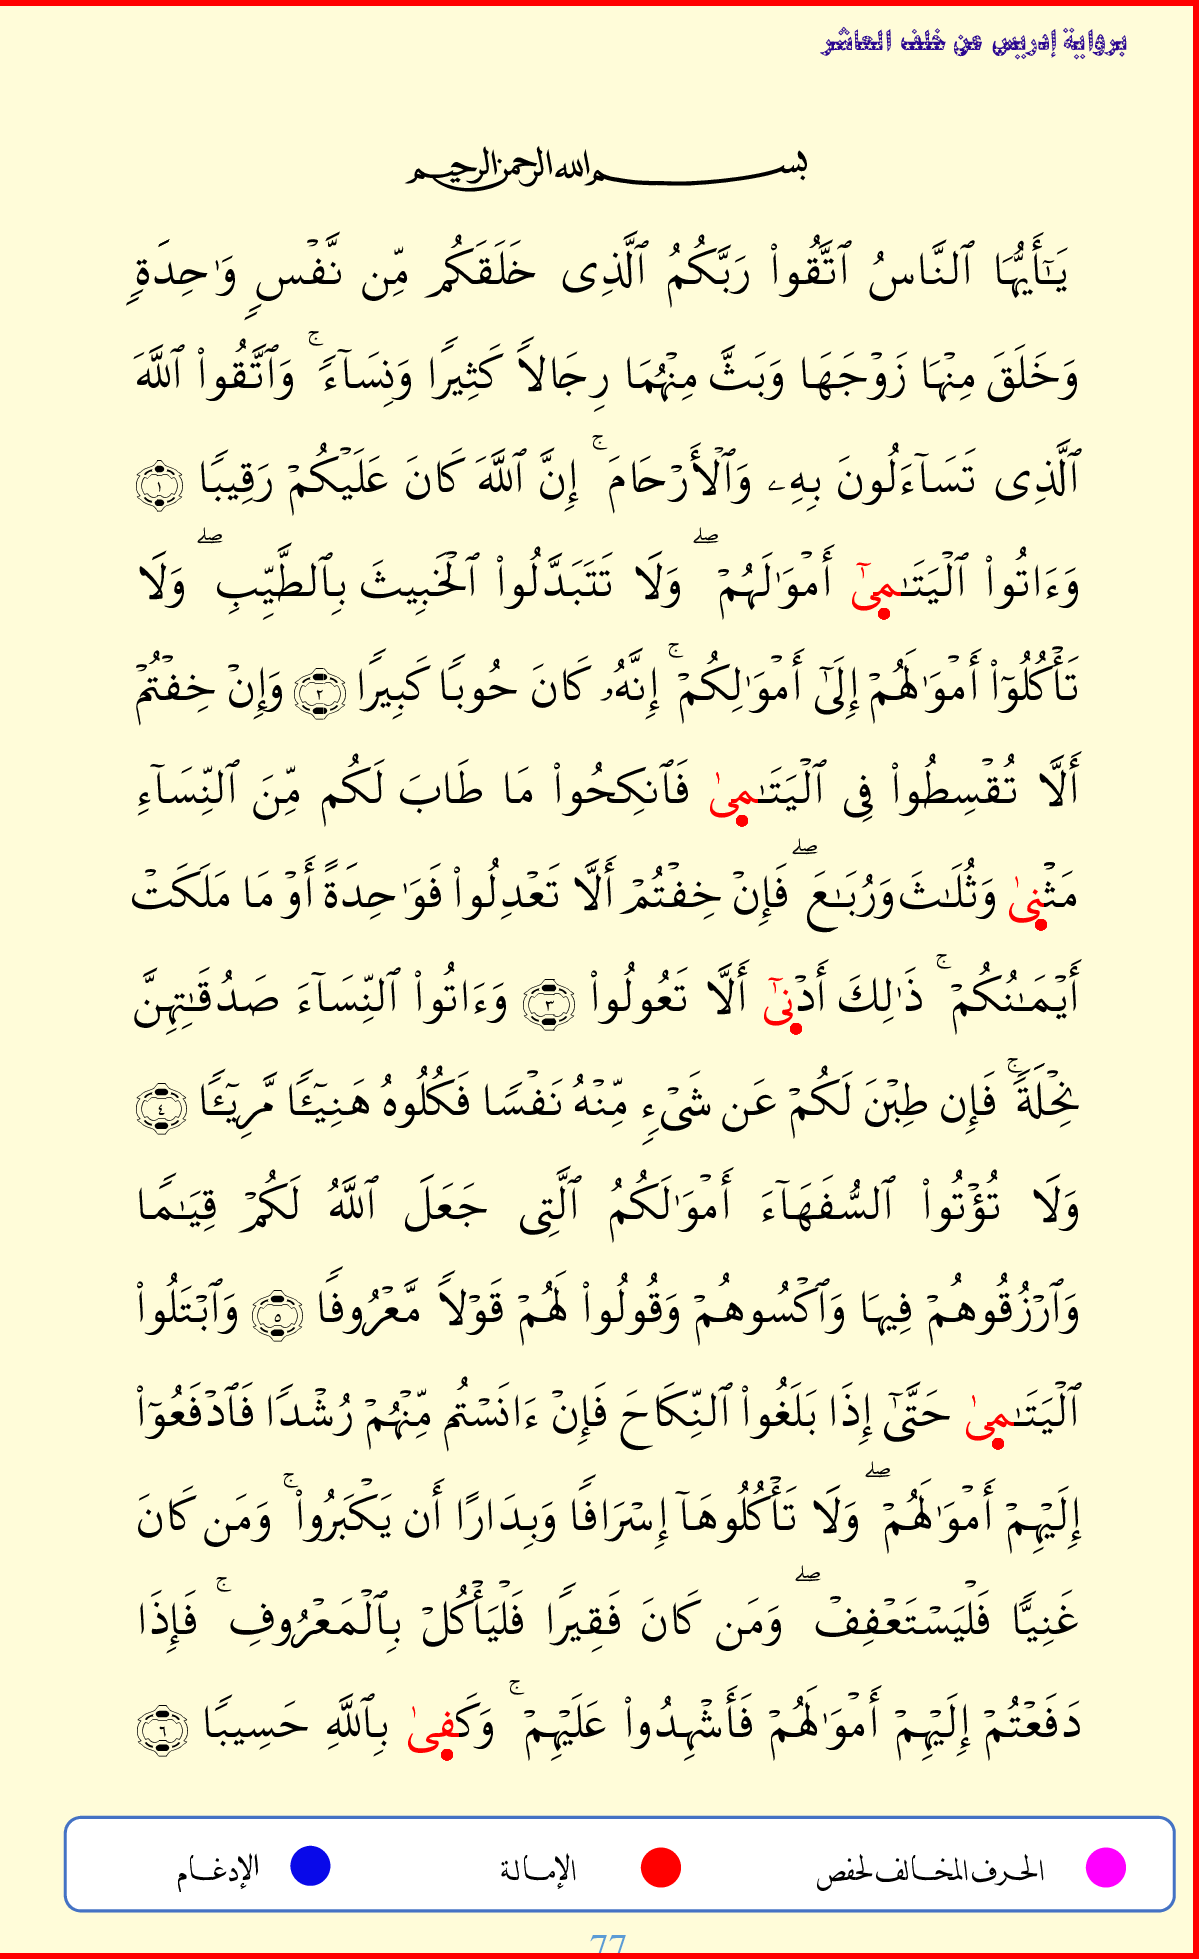 برواية إدريس عن خلف العاشر
بسم الله الرحمن الرحيم
يَـٰٓأَيُّهَا ٱلنَّاسُ ٱتَّقُوا۟ رَبَّكُمُ ٱلَّذِى خَلَقَكُم مِّن نَّفْسٍ وَٰحِدَةٍ
وَخَلَقَ مِنْهَا زَوْجَهَا وَبَثَّ مِنْهُمَا رِجَالًا كَثِيرًا وَنِسَآءً ۚ وَٱتَّقُوا۟ ٱللَّهَ
ٱلَّذِى تَسَآءَلُونَ بِهِۦ وَٱلْأَرْحَامَ ۚ إِنَّ ٱللَّهَ كَانَ عَلَيْكُمْ رَقِيبًا ١
وَءَاتُوا۟ ٱلْيَتَـٰمِىٰٓ أَمْوَٰلَهُمْ ۖ وَلَا تَتَبَدَّلُوا۟ ٱلْخَبِيثَ بِٱلطَّيِّبِ ۖ وَلَا
تَأْكُلُوٓا۟ أَمْوَٰلَهُمْ إِلَىٰٓ أَمْوَٰلِكُمْ ۚ إِنَّهُۥ كَانَ حُوبًا كَبِيرًا ٢ وَإِنْ خِفْتُمْ
أَلَّا تُقْسِطُوا۟ فِى ٱلْيَتَـٰمِىٰ فَٱنكِحُوا۟ مَا طَابَ لَكُم مِّنَ ٱلنِّسَآءِ
مَثْنِىٰ وَثُلَـٰثَ وَرُبَـٰعَ ۖ فَإِنْ خِفْتُمْ أَلَّا تَعْدِلُوا۟ فَوَٰحِدَةً أَوْ مَا مَلَكَتْ
أَيْمَـٰنُكُمْ ۚ ذَٰلِكَ أَدْنِىٰٓ أَلَّا تَعُولُوا۟ ٣ وَءَاتُوا۟ ٱلنِّسَآءَ صَدُقَـٰتِهِنَّ
نِحْلَةً ۚ فَإِن طِبْنَ لَكُمْ عَن شَىْءٍ مِّنْهُ نَفْسًا فَكُلُوهُ هَنِيٓـًٔا مَّرِيٓـًٔا ٤
وَلَا تُؤْتُوا۟ ٱلسُّفَهَآءَ أَمْوَٰلَكُمُ ٱلَّتِى جَعَلَ ٱللَّهُ لَكُمْ قِيَـٰمًا
وَٱرْزُقُوهُمْ فِيهَا وَٱكْسُوهُمْ وَقُولُوا۟ لَهُمْ قَوْلًا مَّعْرُوفًا ٥ وَٱبْتَلُوا۟
ٱلْيَتَـٰمِىٰ حَتَّىٰٓ إِذَا بَلَغُوا۟ ٱلنِّكَاحَ فَإِنْ ءَانَسْتُم مِّنْهُمْ رُشْدًا فَٱدْفَعُوٓا۟
إِلَيْهِمْ أَمْوَٰلَهُمْ ۖ وَلَا تَأْكُلُوهَآ إِسْرَافًا وَبِدَارًا أَن يَكْبَرُوا۟ ۚ وَمَن كَانَ
غَنِيًّا فَلْيَسْتَعْفِفْ ۖ وَمَن كَانَ فَقِيرًا فَلْيَأْكُلْ بِٱلْمَعْرُوفِ ۚ فَإِذَا
دَفَعْتُمْ إِلَيْهِمْ أَمْوَٰلَهُمْ فَأَشْهِدُوا۟ عَلَيْهِمْ ۚ وَكَفِىٰ بِٱللَّهِ حَسِيبًا ٦
الحرف المخالف لحفص الإمالة الإدغام
77